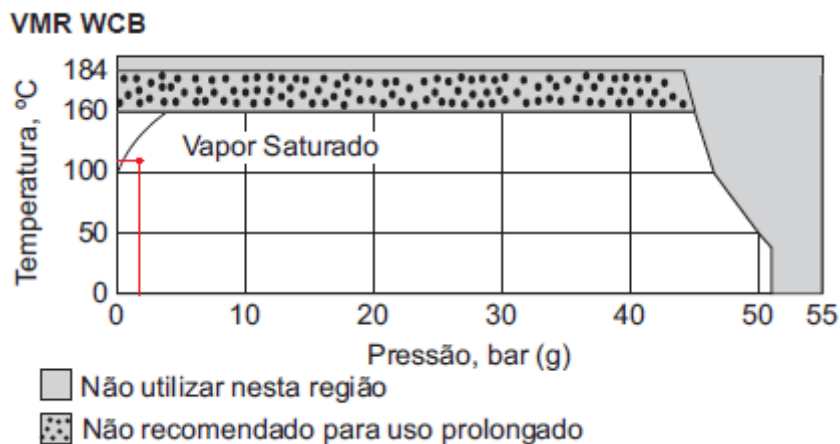 VMR WCB
Temperatura, ºC
184
160
100
50
0
Vapor Saturado
0 10 20 30 40 50 55
Pressão, bar (g)
Não utilizar nesta região
Não recomendado para uso prolongado